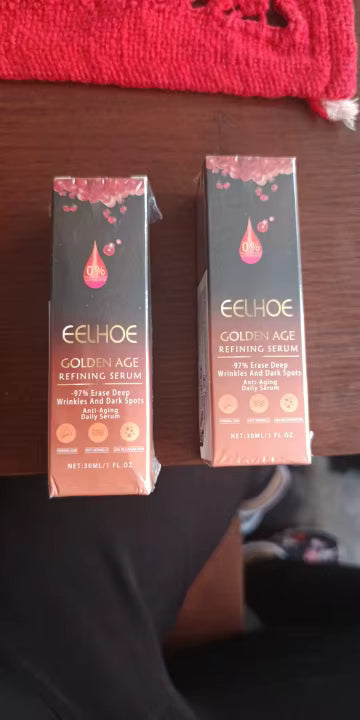 0%
EELHOE
GOLDEN AGE
REFINING SERUM
-97% Erase Deep
Wrinkles And Dark Spots
Anti-Aging
Daily Serum
NET:30ML/1 FL OZ
0%
EELHOE
GOLDEN AGE
REFINING SERUM
-97% Erase Deep
Wrinkles And Dark Spots
Anti-Aging
Daily Serum
NET:30ML/1 FL OZ